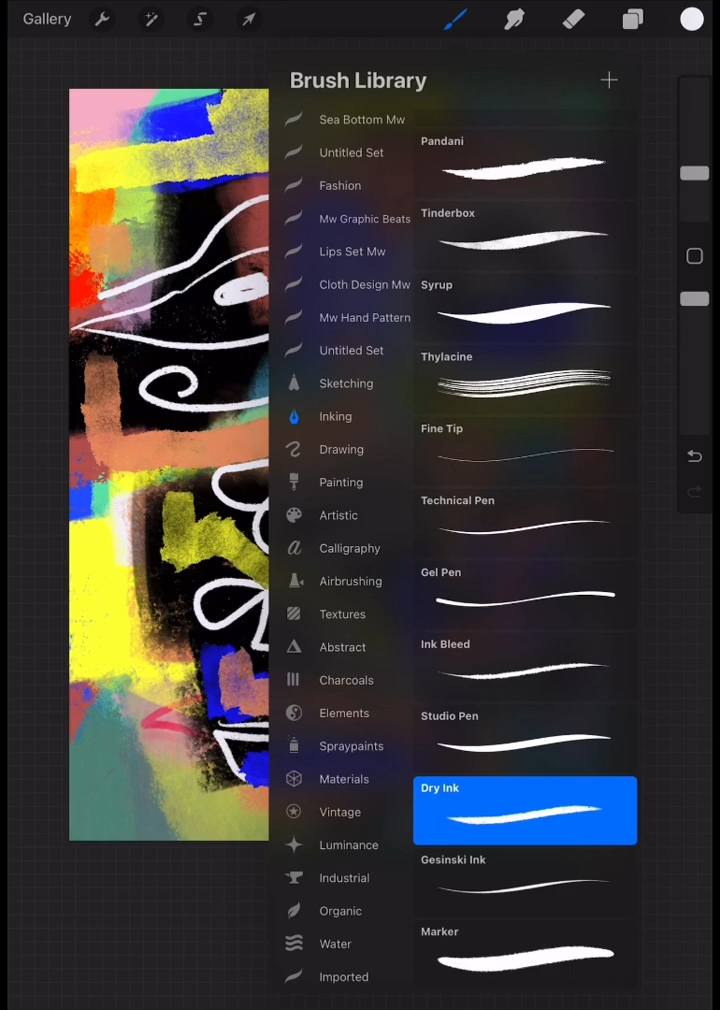 Gallery
Brush Library
Sea Bottom Mw
Untitled Set
Fashion
Mw Graphic Beats
Lips Set Mw
Cloth Design Mw
Mw Hand Pattern
Untitled Set
Sketching
Inking
Drawing
Painting
Artistic
Calligraphy
Airbrushing
Textures
Abstract
Charcoals
Elements
Spraypaints
Materials
Vintage
Luminance
Industrial
Organic
Water
Imported
Pandani
Tinderbox
Syrup
Thylacine
Fine Tip
Technical Pen
Gel Pen
Ink Bleed
Studio Pen
Dry Ink
Gesinski Ink
Marker